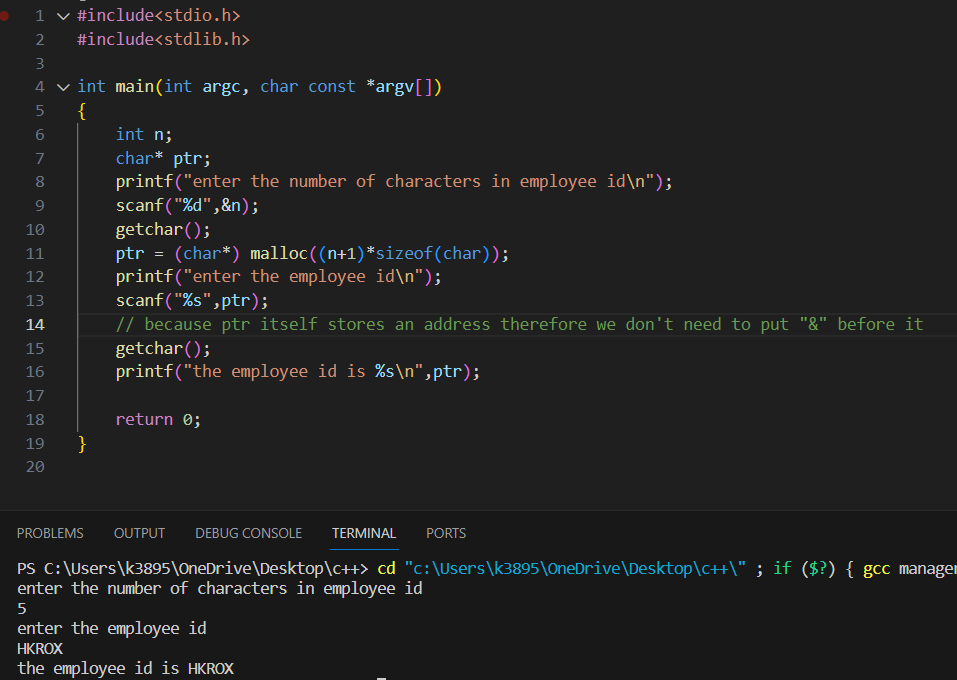 1 #include<stdio.h>
2 #include<stdlib.h>
3
4 int main(int argc, char const *argv[])
5 {
6     int n;
7     char* ptr;
8     printf("enter the number of characters in employee id\n");
9     scanf("%d",&n);
10     getchar();
11     ptr = (char*) malloc((n+1)*sizeof(char));
12     printf("enter the employee id\n");
13     scanf("%s",ptr);
14     // because ptr itself stores an address therefore we don't need to put "&" before it
15     getchar();
16     printf("the employee id is %s\n",ptr);
17
18     return 0;
19 }
20
PROBLEMS OUTPUT DEBUG CONSOLE TERMINAL PORTS
PS C:\Users\k3895\OneDrive\Desktop\c++> cd "c:\Users\k3895\OneDrive\Desktop\c++\" ; if ($?) { gcc manager
enter the number of characters in employee id
5
enter the employee id
HKROX
the employee id is HKROX